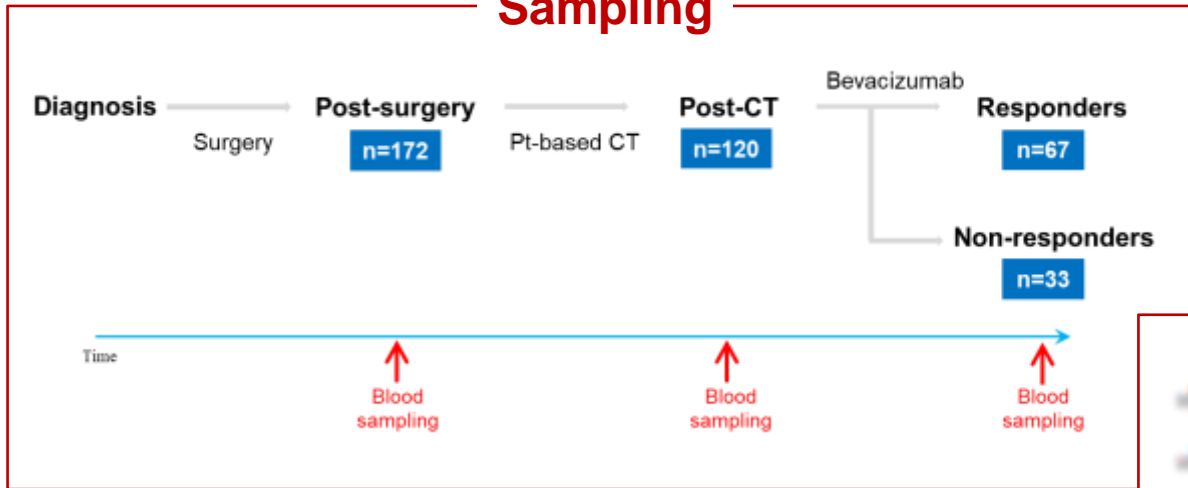 Sampling
Bevacizumab
Diagnosis
Post-surgery
Post-CT
Responders
Surgery
n=172
Pt-based CT
n=120
n=67
Non-responders
n=33
Time
Blood
sampling
Blood
sampling
Blood
sampling